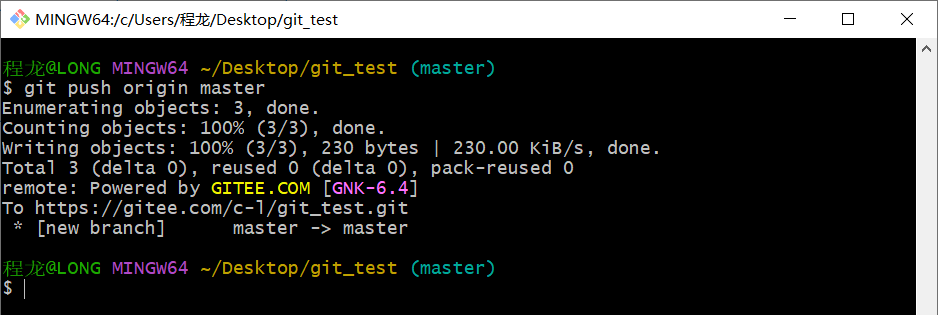 MINGW64:/c/Users/程龙/Desktop/git_test
程龙@LONG MINGW64 ~/Desktop/git_test (master)
$ git push origin master
Enumerating objects: 3, done.
Counting objects: 100% (3/3), done.
Writing objects: 100% (3/3), 230 bytes | 230.00 KiB/s, done.
Total 3 (delta 0), reused 0 (delta 0), pack-reused 0
remote: Powered by GITEE.COM [GNK-6.4]
To https://gitee.com/c-l/git_test.git
 * [new branch]      master -> master
程龙@LONG MINGW64 ~/Desktop/git_test (master)
$